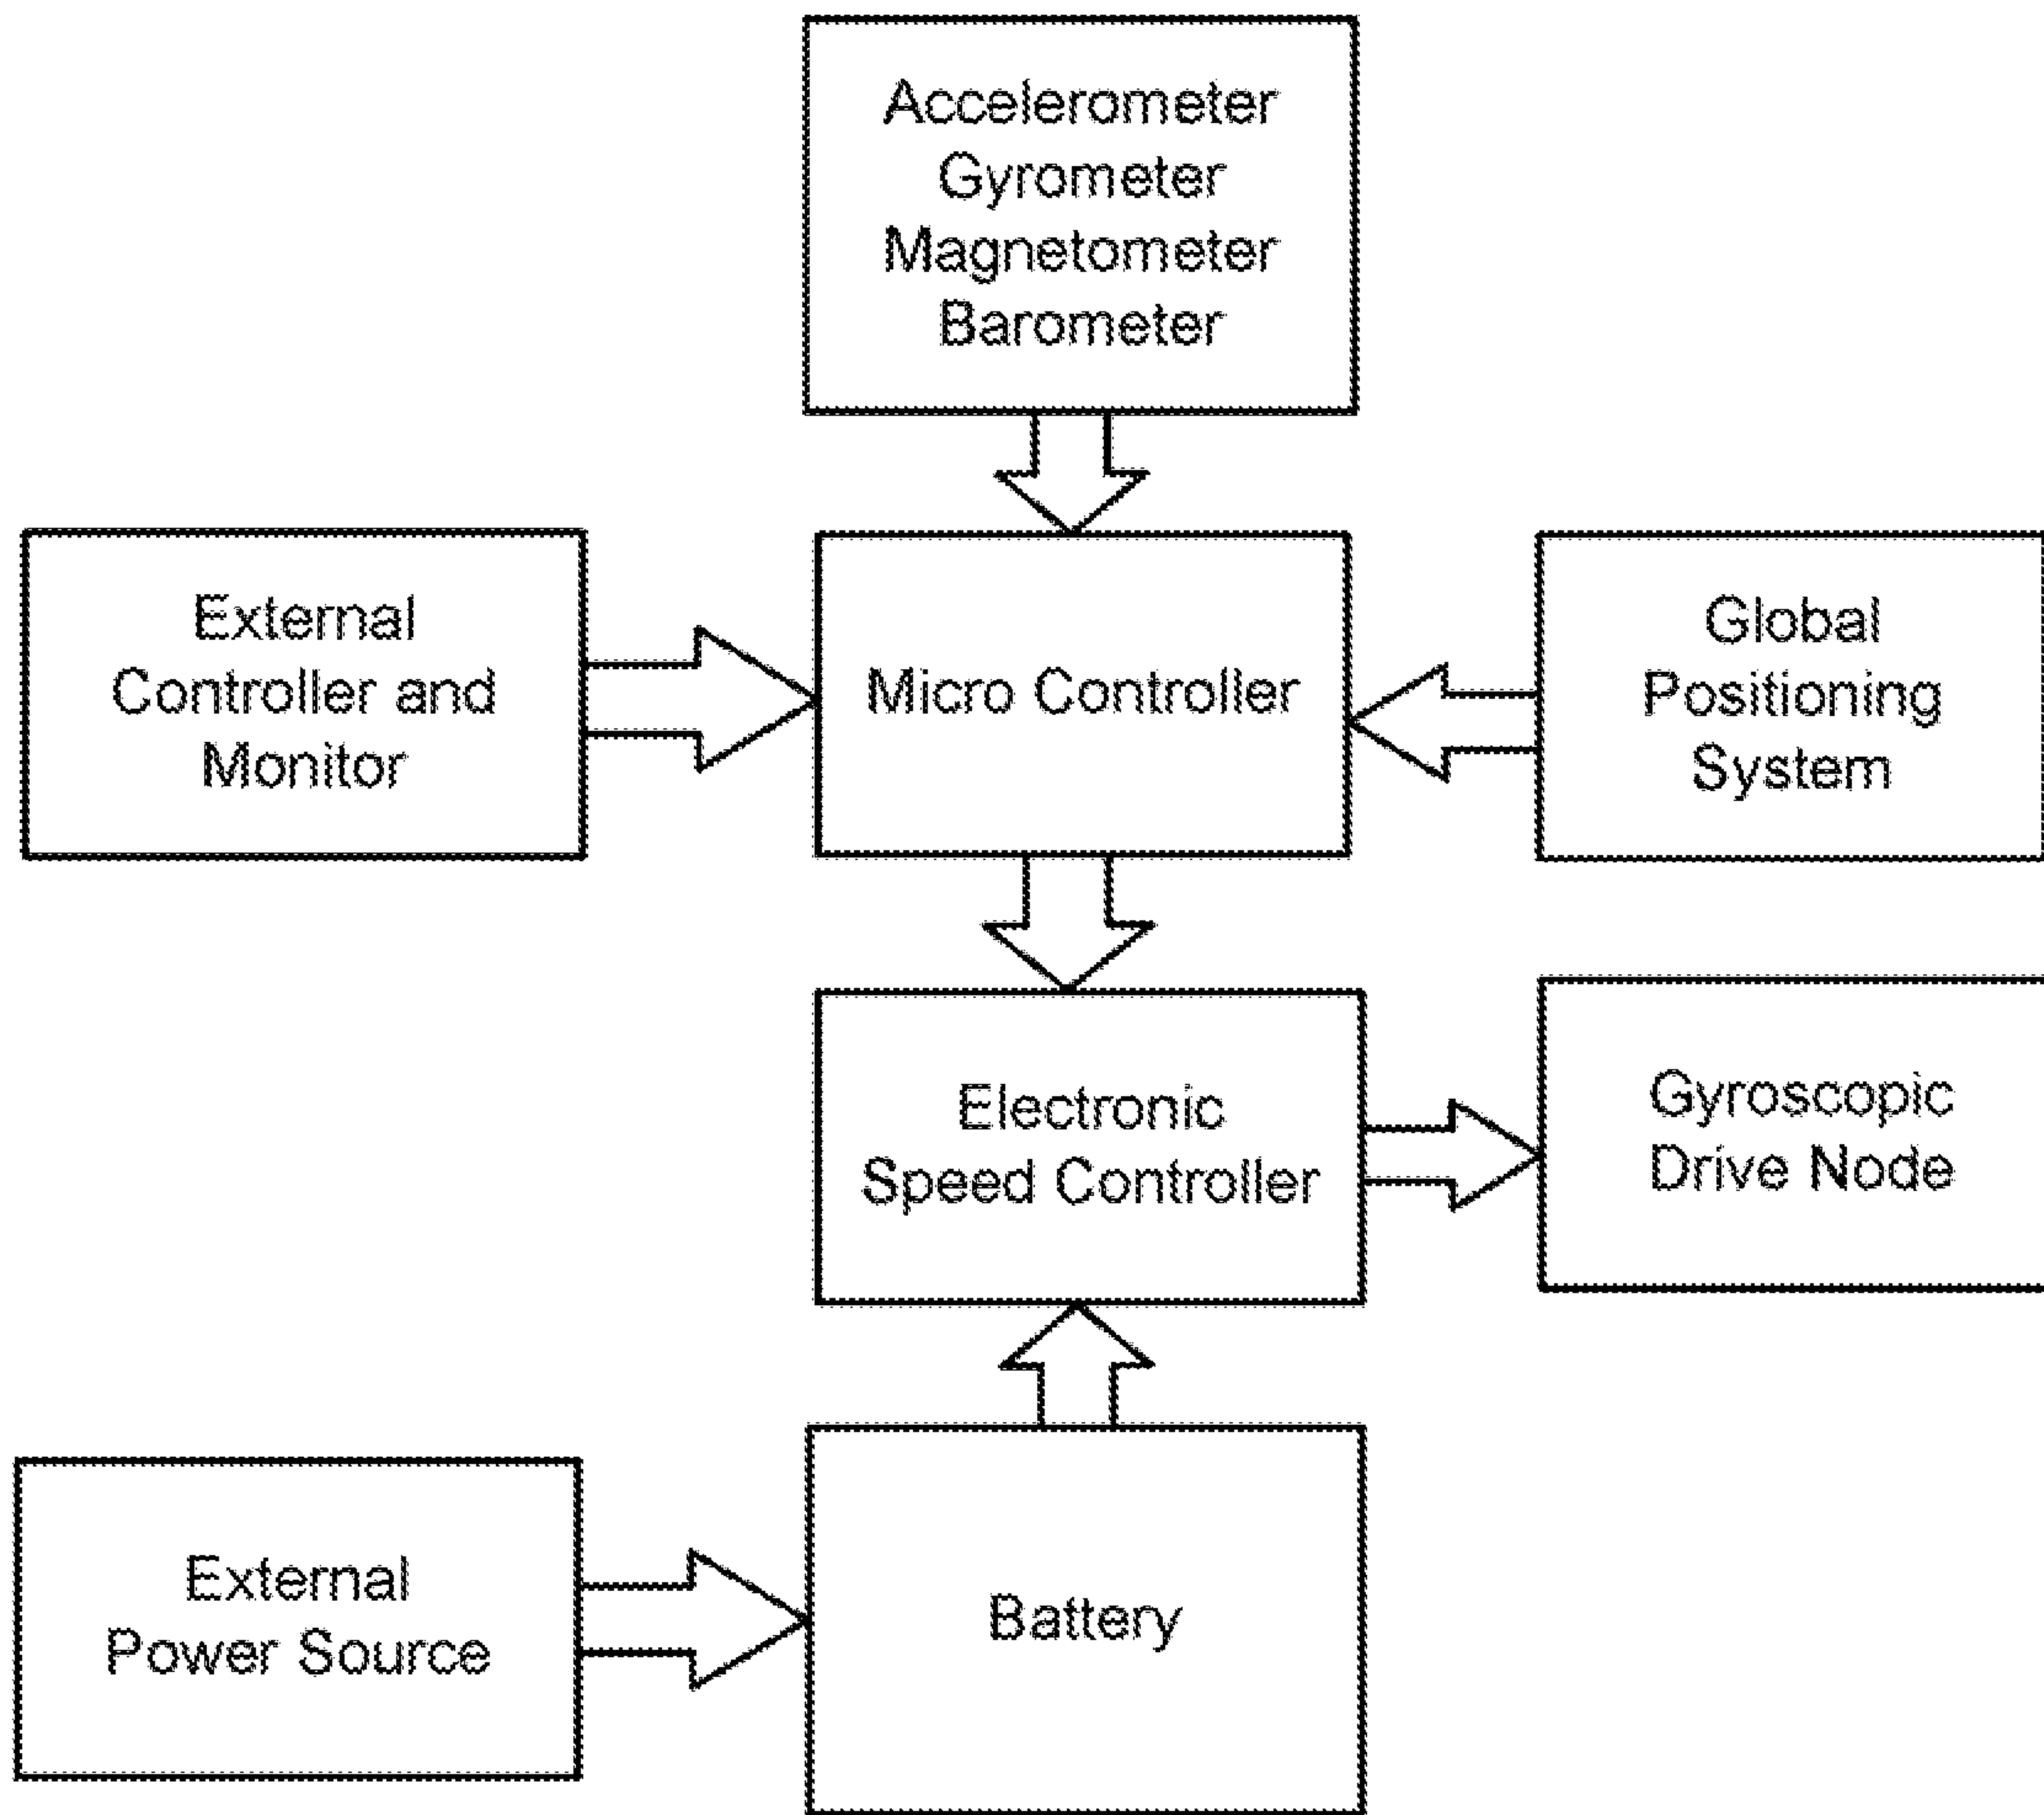 Accelerometer
Gyrometer
Magnetometer
Barometer
External
Controller and
Monitor
Micro Controller
Global
Positioning
System
Electronic
Speed Controller
Gyroscopic
Drive Node
External
Power Source
Battery